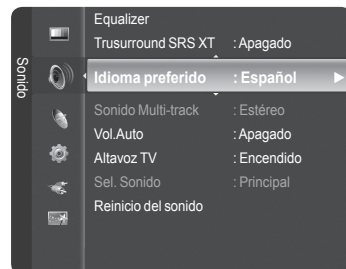 Sonido
Equalizer
Trusurround SRS XT : Apagado
Idioma preferido : Español
Sonido Multi-track : Estéreo
Vol.Auto : Apagado
Altavoz TV : Encendido
Sel. Sonido : Principal
Reinicio del sonido